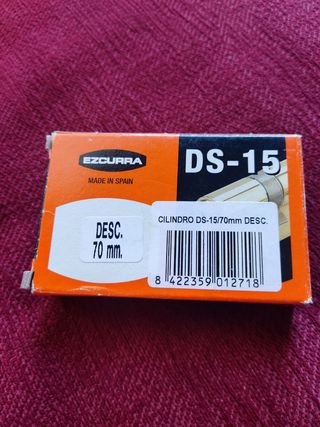 EZCURRA
MADE IN SPAIN
DS-15
DESC.
70 mm.
CILINDRO DS-15/70mm DESC.
8 422359 012718